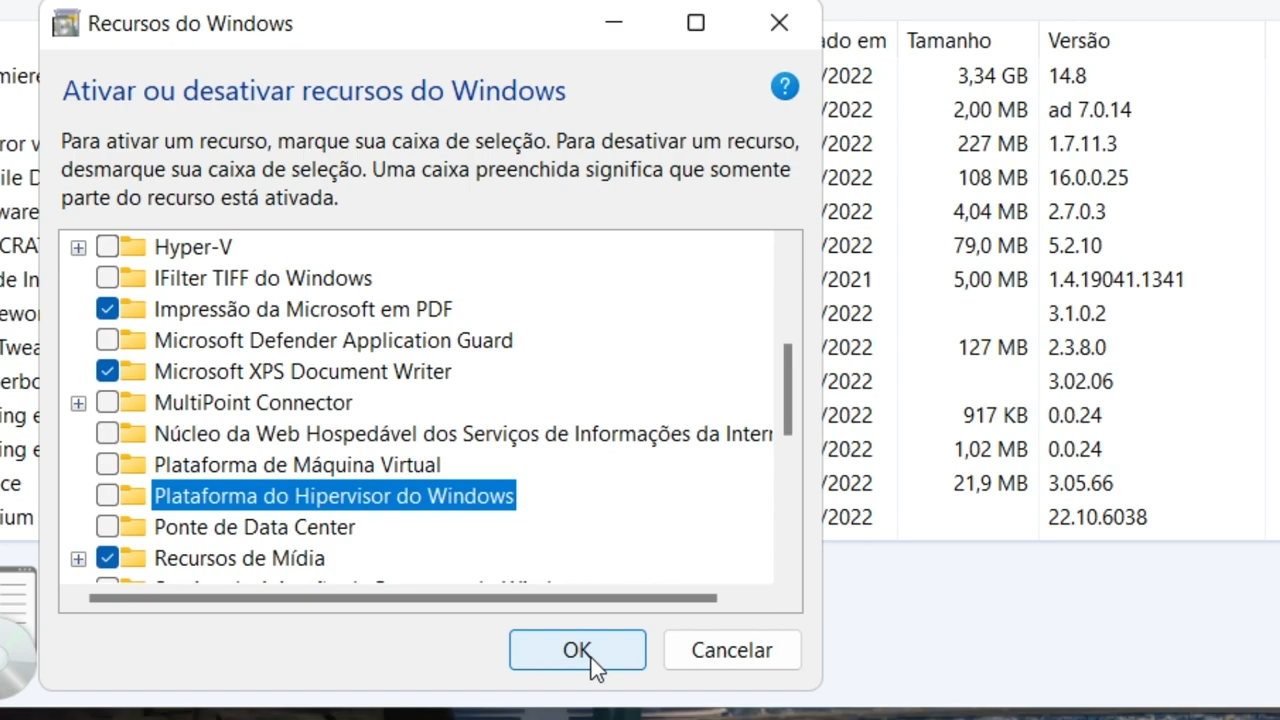 Recursos do Windows
Ativar ou desativar recursos do Windows
?
Para ativar um recurso, marque sua caixa de seleção. Para desativar um recurso,
desmarque sua caixa de seleção. Uma caixa preenchida significa que somente
parte do recurso está ativada.
Hyper-V
IFilter TIFF do Windows
Impressão da Microsoft em PDF
Microsoft Defender Application Guard
Microsoft XPS Document Writer
MultiPoint Connector
Núcleo da Web Hospedável dos Serviços de Informações da
Plataforma de Máquina Virtual
Plataforma do Hipervisor do Windows
Ponte de Data Center
Recursos de Mídia
OK
Cancelar
em Tamanho Versão
/2022 3,34 GB 14.8
/2022 2,00 MB ad 7.0.14
/2022 227 MB 1.7.11.3
/2022 108 MB 16.0.0.25
/2022 4,04 MB 2.7.0.3
/2022 79,0 MB 5.2.10
/2021 5,00 MB 1.4.19041.1341
/2022 3.1.0.2
/2022 127 MB 2.3.8.0
/2022 3.02.06
/2022 917 KB 0.0.24
/2022 1,02 MB 0.0.24
/2022 21,9 MB 3.05.66
/2022 22.10.6038